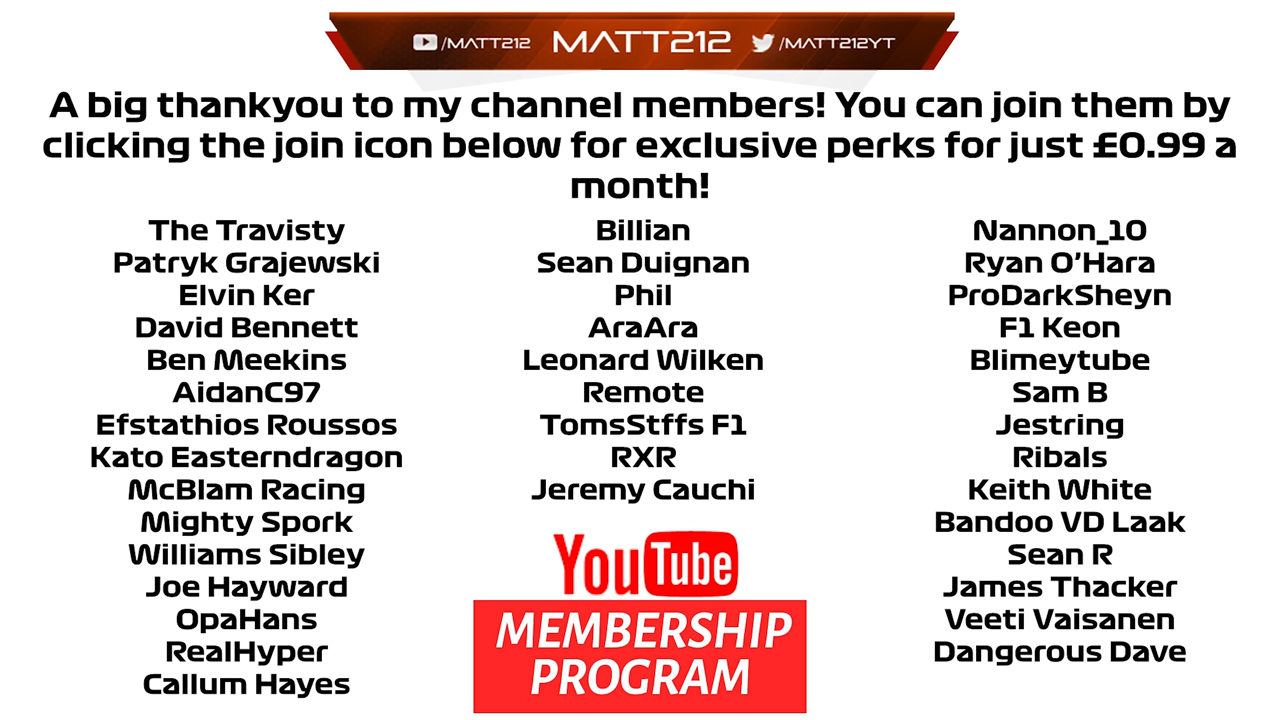 /MATT212 MATT212 /MATT212YT
A big thankyou to my channel members! You can join them by
clicking the join icon below for exclusive perks for just £0.99 a
month!
The Travisty
Patryk Grajewski
Elvin Ker
David Bennett
Ben Meekins
AidanC97
Efstathios Roussos
Kato Easterndragon
McBlam Racing
Mighty Spork
Williams Sibley
Joe Hayward
OpaHans
RealHyper
Callum Hayes
Billian
Sean Duignan
Phil
AraAra
Leonard Wilken
Remote
TomsStffs F1
RXR
Jeremy Cauchi
YouTube
MEMBERSHIP
PROGRAM
Nannon_10
Ryan O'Hara
ProDarkSheyn
F1 Keon
Blimeytube
Sam B
Jestring
Ribals
Keith White
Bandoo VD Laak
Sean R
James Thacker
Veeti Vaisanen
Dangerous Dave